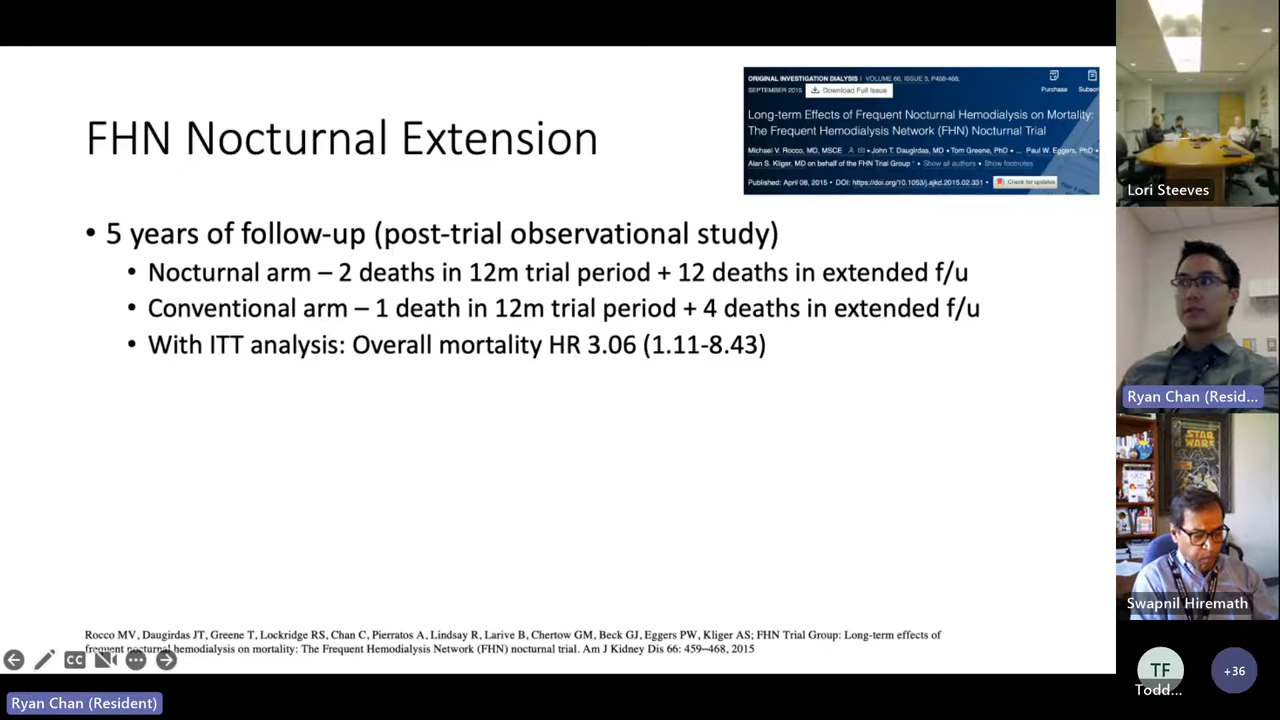 FHN Nocturnal Extension
ORIGINAL INVESTIGATION DIALYSIS | VOLUME 66, ISSUE 3, P459-468,
SEPTEMBER 2015 Download Full Issue
Purchase Subscr
Long-term Effects of Frequent Nocturnal Hemodialysis on Mortality:
The Frequent Hemodialysis Network (FHN) Nocturnal Trial
Michael V. Rocco, MD, MSCE • John T. Daugirdas, MD • Tom Greene, PhD • ... Paul W. Eggers, PhD •
Alan S. Kliger, MD on behalf of the FHN Trial Group * • Show all authors • Show footnotes
Published: April 08, 2015 • DOI: https://doi.org/10.1053/j.ajkd.2015.02.331 • Check for updates
• 5 years of follow-up (post-trial observational study)
• Nocturnal arm – 2 deaths in 12m trial period + 12 deaths in extended f/u
• Conventional arm – 1 death in 12m trial period + 4 deaths in extended f/u
• With ITT analysis: Overall mortality HR 3.06 (1.11-8.43)
Rocco MV, Daugirdas JT, Greene T, Lockridge RS, Chan C, Pierratos A, Lindsay R, Larive B, Chertow GM, Beck GJ, Eggers PW, Kliger AS; FHN Trial Group: Long-term effects of
frequent nocturnal hemodialysis on mortality: The Frequent Hemodialysis Network (FHN) nocturnal trial. Am J Kidney Dis 66: 459–468, 2015
CC
Ryan Chan (Resident)
Lori Steeves
Ryan Chan (Resid...
STAR WARS
Swapnil Hiremath
TF
Todd...
+36